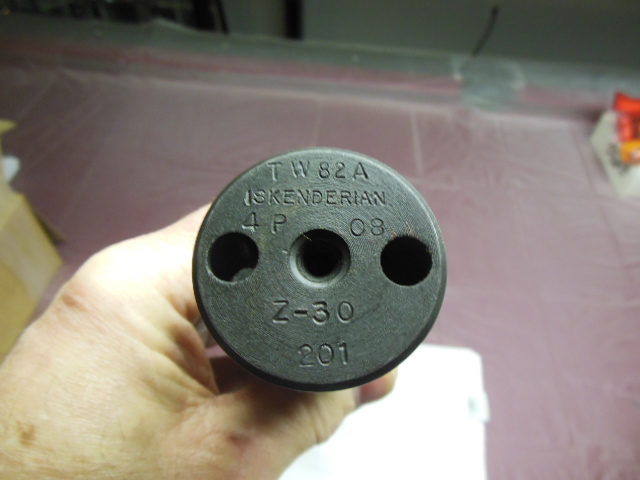 TW82A
ISKENDERIAN
4P 08
Z-30
201